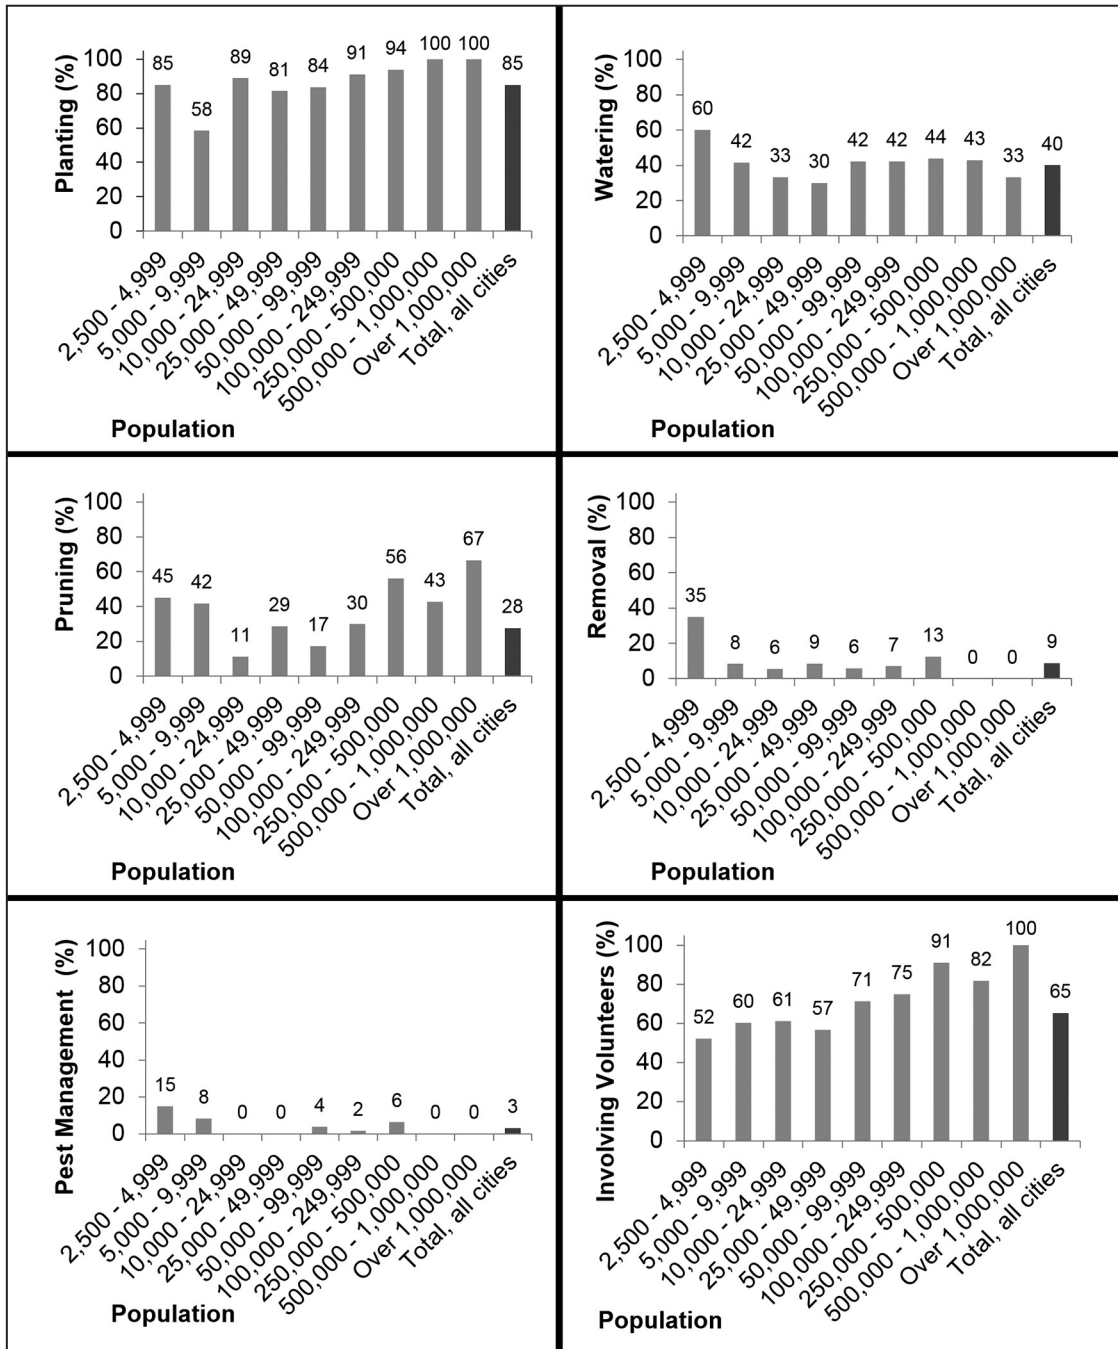 Planting (%)
100
80
60
40
20
0
85
58
89
81
84
91
94
100
100
85
2,500 - 4,999
5,000 - 9,999
10,000 - 24,999
25,000 - 49,999
50,000 - 99,999
100,000 - 249,999
250,000 - 500,000
500,000 - 1,000,000
Over 1,000,000
Total, all cities
Population
Watering (%)
100
80
60
40
20
0
60
42
33
30
42
42
44
43
33
40
2,500 - 4,999
5,000 - 9,999
10,000 - 24,999
25,000 - 49,999
50,000 - 99,999
100,000 - 249,999
250,000 - 500,000
500,000 - 1,000,000
Over 1,000,000
Total, all cities
Population
Pruning (%)
100
80
60
40
20
0
45
42
11
29
17
30
56
43
67
28
2,500 - 4,999
5,000 - 9,999
10,000 - 24,999
25,000 - 49,999
50,000 - 99,999
100,000 - 249,999
250,000 - 500,000
500,000 - 1,000,000
Over 1,000,000
Total, all cities
Population
Removal (%)
100
80
60
40
20
0
35
8
6
9
6
7
13
0
0
9
2,500 - 4,999
5,000 - 9,999
10,000 - 24,999
25,000 - 49,999
50,000 - 99,999
100,000 - 249,999
250,000 - 500,000
500,000 - 1,000,000
Over 1,000,000
Total, all cities
Population
Pest Management (%)
100
80
60
40
20
0
15
8
0
0
4
2
6
0
0
3
2,500 - 4,999
5,000 - 9,999
10,000 - 24,999
25,000 - 49,999
50,000 - 99,999
100,000 - 249,999
250,000 - 500,000
500,000 - 1,000,000
Over 1,000,000
Total, all cities
Population
Involving Volunteers (%)
100
80
60
40
20
0
52
60
61
57
71
75
91
82
100
65
2,500 - 4,999
5,000 - 9,999
10,000 - 24,999
25,000 - 49,999
50,000 - 99,999
100,000 - 249,999
250,000 - 500,000
500,000 - 1,000,000
Over 1,000,000
Total, all cities
Population